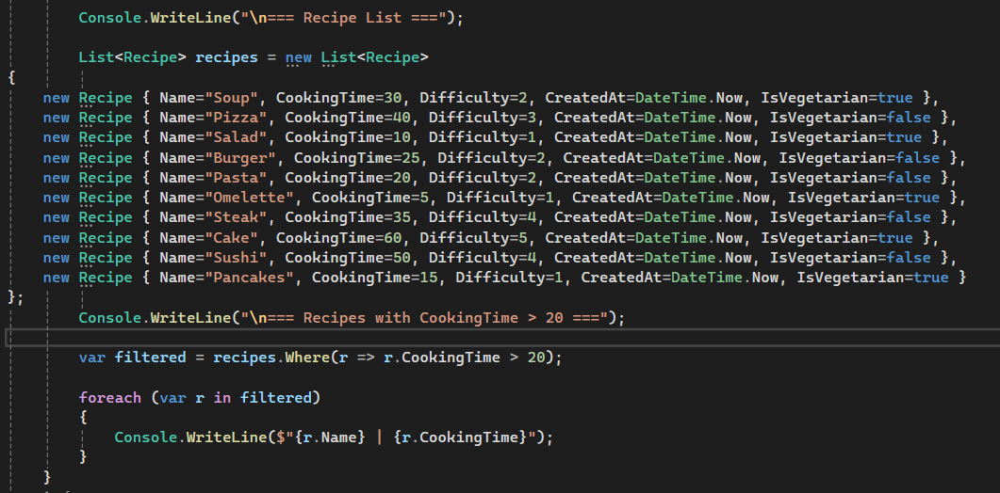 Console.WriteLine("\n=== Recipe List ===");
List<Recipe> recipes = new List<Recipe>
{
new Recipe { Name="Soup", CookingTime=30, Difficulty=2, CreatedAt=DateTime.Now, IsVegetarian=true },
new Recipe { Name="Pizza", CookingTime=40, Difficulty=3, CreatedAt=DateTime.Now, IsVegetarian=false },
new Recipe { Name="Salad", CookingTime=10, Difficulty=1, CreatedAt=DateTime.Now, IsVegetarian=true },
new Recipe { Name="Burger", CookingTime=25, Difficulty=2, CreatedAt=DateTime.Now, IsVegetarian=false },
new Recipe { Name="Pasta", CookingTime=20, Difficulty=2, CreatedAt=DateTime.Now, IsVegetarian=false },
new Recipe { Name="Omelette", CookingTime=5, Difficulty=1, CreatedAt=DateTime.Now, IsVegetarian=true },
new Recipe { Name="Steak", CookingTime=35, Difficulty=4, CreatedAt=DateTime.Now, IsVegetarian=false },
new Recipe { Name="Cake", CookingTime=60, Difficulty=5, CreatedAt=DateTime.Now, IsVegetarian=true },
new Recipe { Name="Sushi", CookingTime=50, Difficulty=4, CreatedAt=DateTime.Now, IsVegetarian=false },
new Recipe { Name="Pancakes", CookingTime=15, Difficulty=1, CreatedAt=DateTime.Now, IsVegetarian=true }
};
Console.WriteLine("\n=== Recipes with CookingTime > 20 ===");
var filtered = recipes.Where(r => r.CookingTime > 20);
foreach (var r in filtered)
{
Console.WriteLine($"{r.Name} | {r.CookingTime}");
}
}